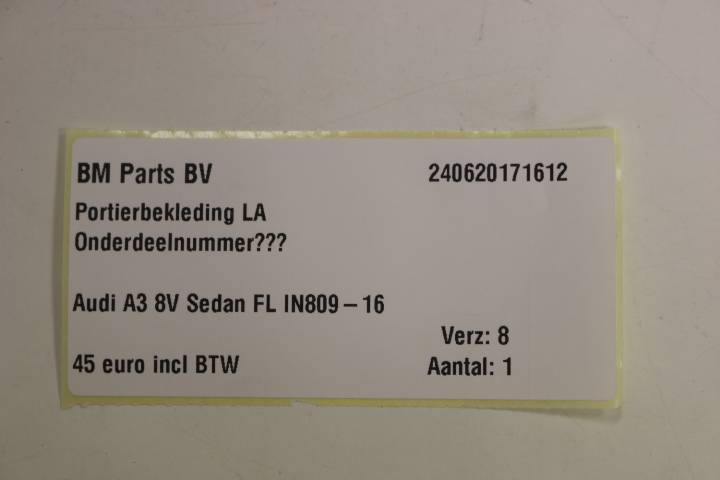 BM Parts BV 240620171612
Portierbekleding LA
Onderdeelnummer???
Audi A3 8V Sedan FL IN809 – 16
Verz: 8
45 euro incl BTW Aantal: 1